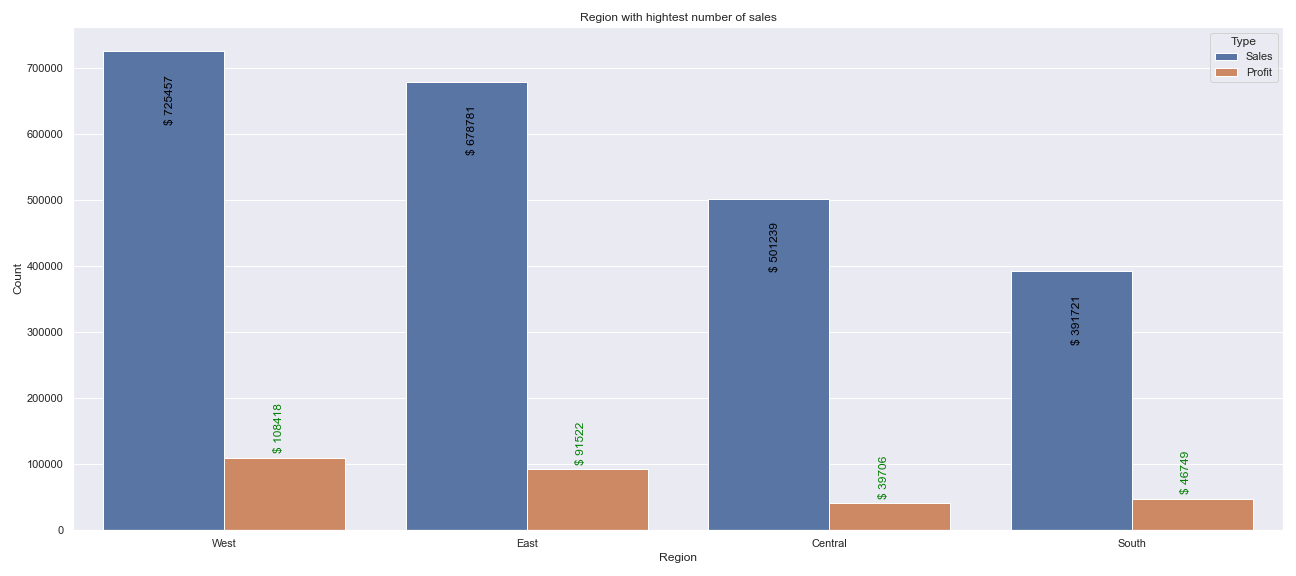 Region with hightest number of sales
Type
Sales
Profit
Count
700000
600000
500000
400000
300000
200000
100000
0
$ 725457
$ 108418
$ 678781
$ 91522
$ 501239
$ 39706
$ 391721
$ 46749
West
East
Central
South
Region